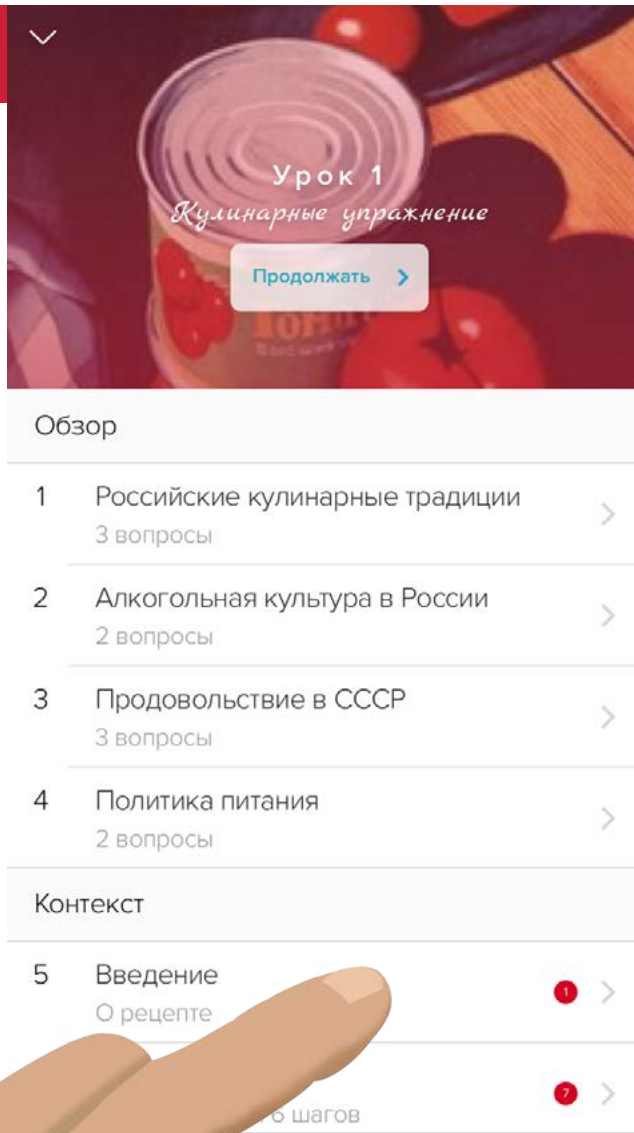 Урок 1
Кулинарные упражнение
Продолжать
Обзор
1 Российские кулинарные традиции
3 вопросы
2 Алкогольная культура в России
2 вопросы
3 Продовольствие в СССР
3 вопросы
4 Политика питания
2 вопросы
Контекст
5 Введение
1
О рецепте
7
шагов